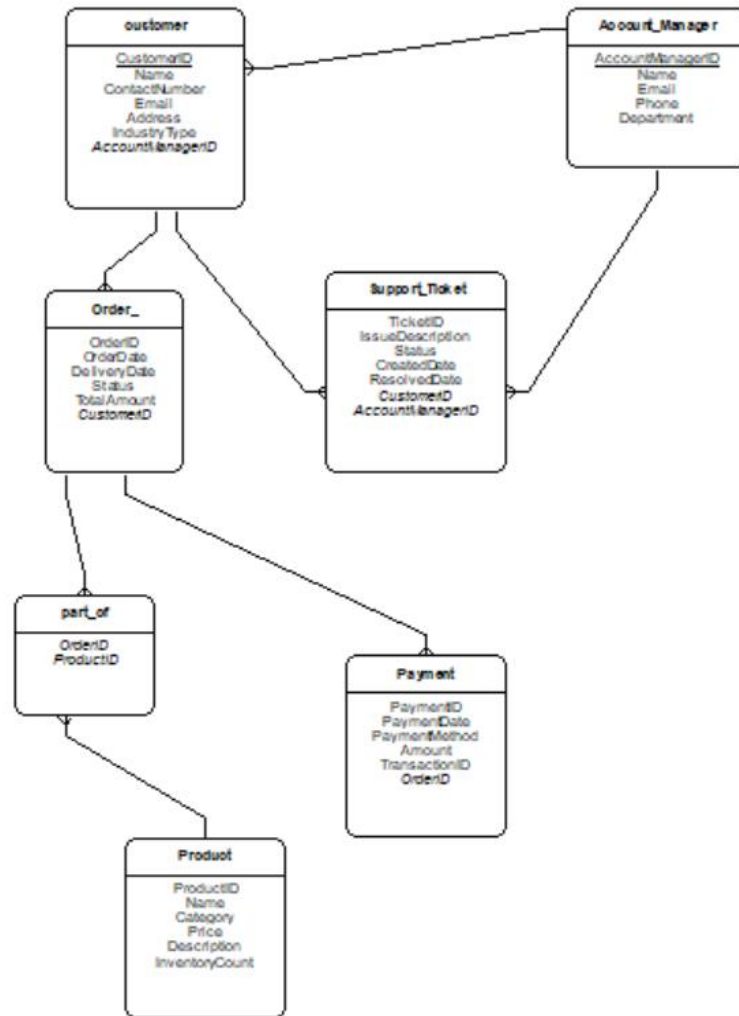 customer
CustomerID
Name
ContactNumber
Email
Address
IndustryType
AccountManagerID
Account_Manager
AccountManagerID
Name
Email
Phone
Department
Order_
OrderID
OrderDate
DeliveryDate
Status
TotalAmount
CustomerID
Support_Ticket
TicketID
IssueDescription
Status
CreatedDate
ResolvedDate
CustomerID
AccountManagerID
part_of
OrderID
ProductID
Payment
PaymentID
PaymentDate
PaymentMethod
Amount
TransactionID
OrderID
Product
ProductID
Name
Category
Price
Description
InventoryCount